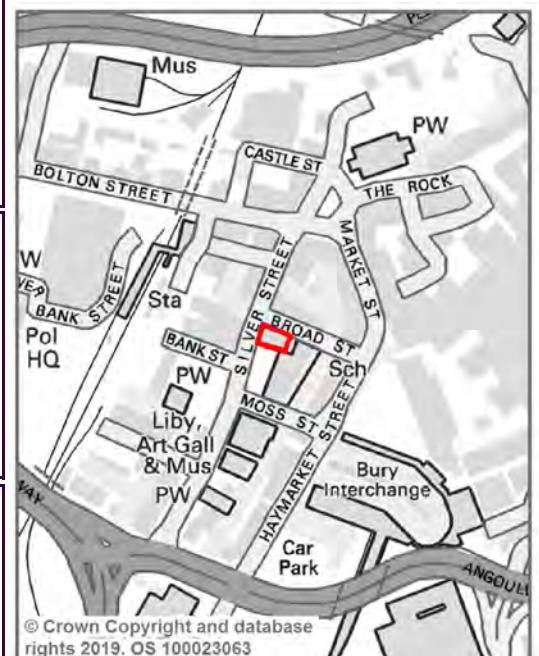 Mus
PW
CASTLE ST
BOLTON STREET
THE ROCK
MARKET ST
SILVER STREET
W
BANK STREET
Sta
Pol
HQ
BROAD ST
BANK ST
Sch
PW
MOSS ST
Liby,
Art Gall
& Mus
HAYMARKET STREET
PW
Bury
Interchange
Car
Park
WAY
ANGOUL
© Crown Copyright and database
rights 2019. OS 100023063